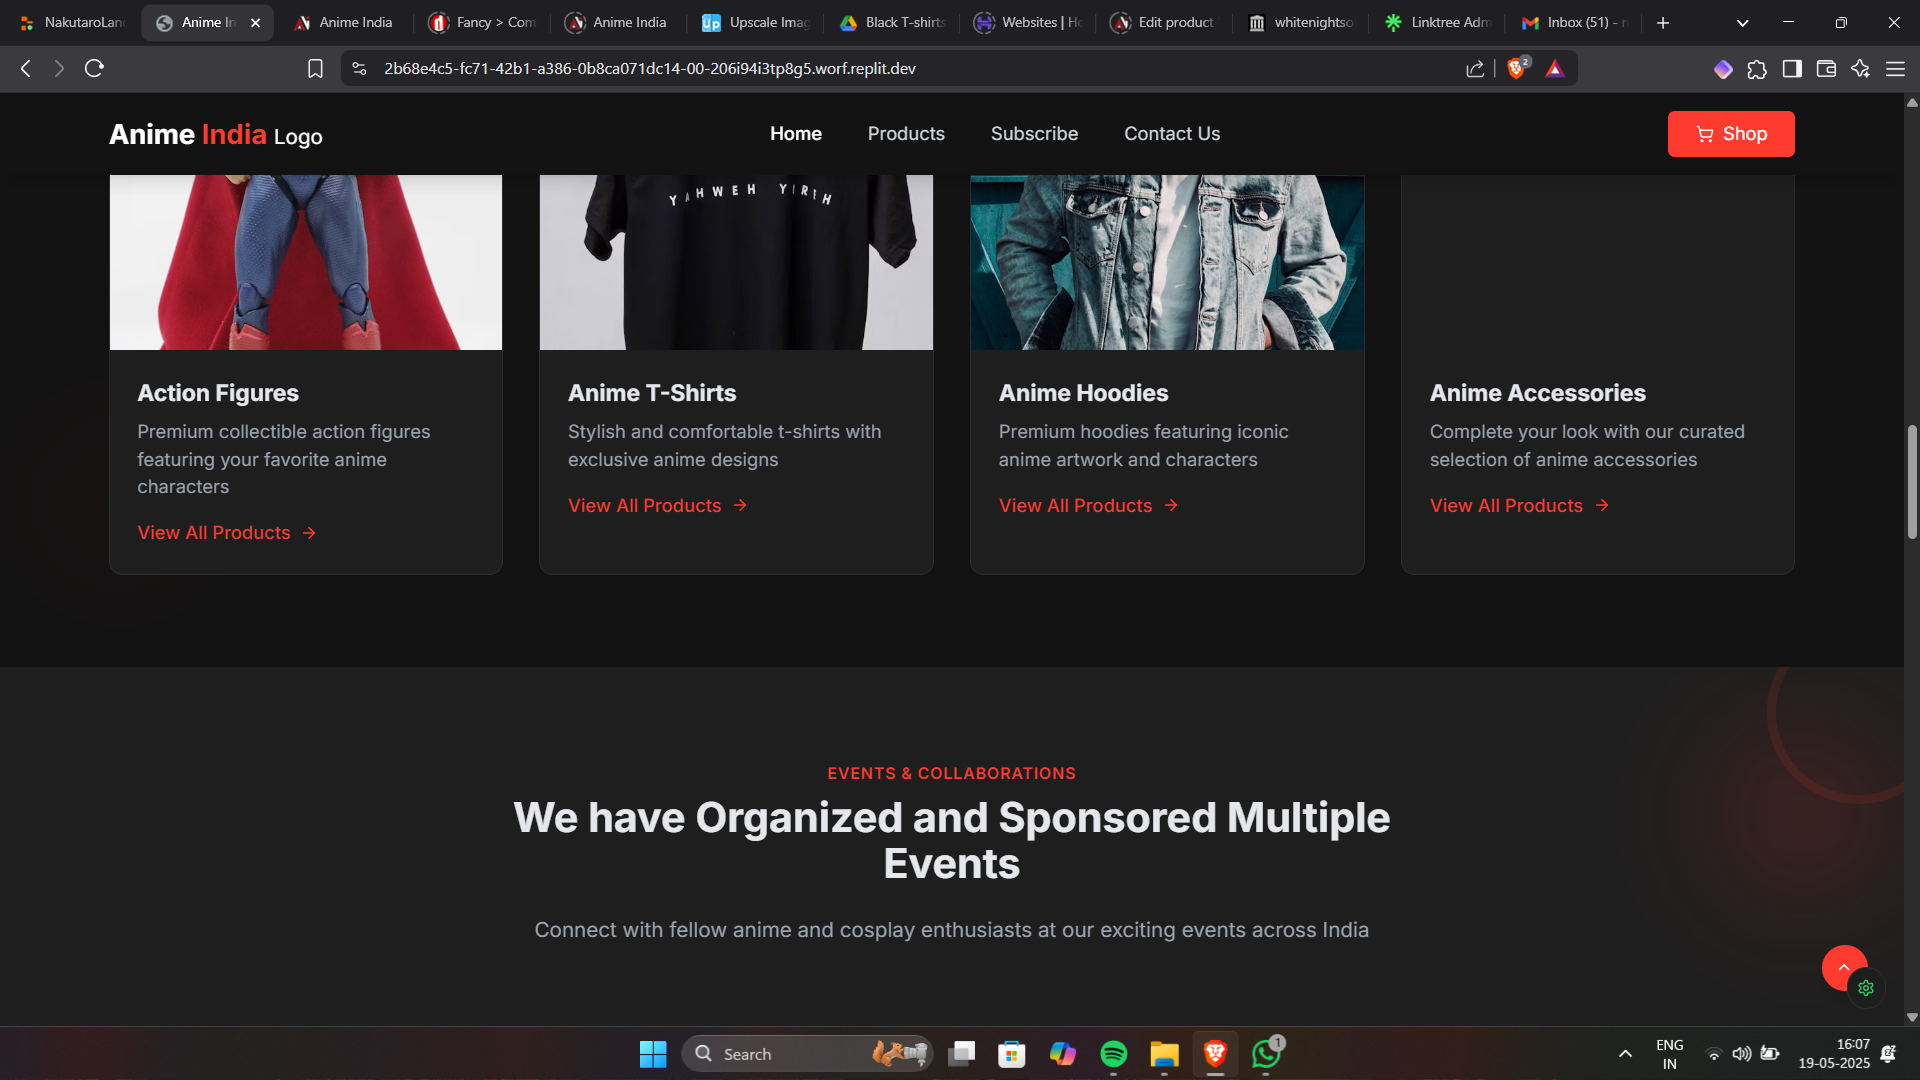 NakutaroLan
Anime In
Anime India
Fancy > Com
Anime India
Upscale Imag
Black T-shirts
Websites | Ho
Edit product
whitenightso
Linktree Adm
Inbox (51) - n
2b68e4c5-fc71-42b1-a386-0b8ca071dc14-00-206i94i3tp8g5.worf.replit.dev
2
Anime India Logo
Home
Products
Subscribe
Contact Us
Shop
YAHWEH YIREH
Action Figures
Premium collectible action figures
featuring your favorite anime
characters
View All Products
Anime T-Shirts
Stylish and comfortable t-shirts with
exclusive anime designs
View All Products
Anime Hoodies
Premium hoodies featuring iconic
anime artwork and characters
View All Products
Anime Accessories
Complete your look with our curated
selection of anime accessories
View All Products
EVENTS & COLLABORATIONS
We have Organized and Sponsored Multiple
Events
Connect with fellow anime and cosplay enthusiasts at our exciting events across India
Search
1
ENG
IN
16:07
19-05-2025